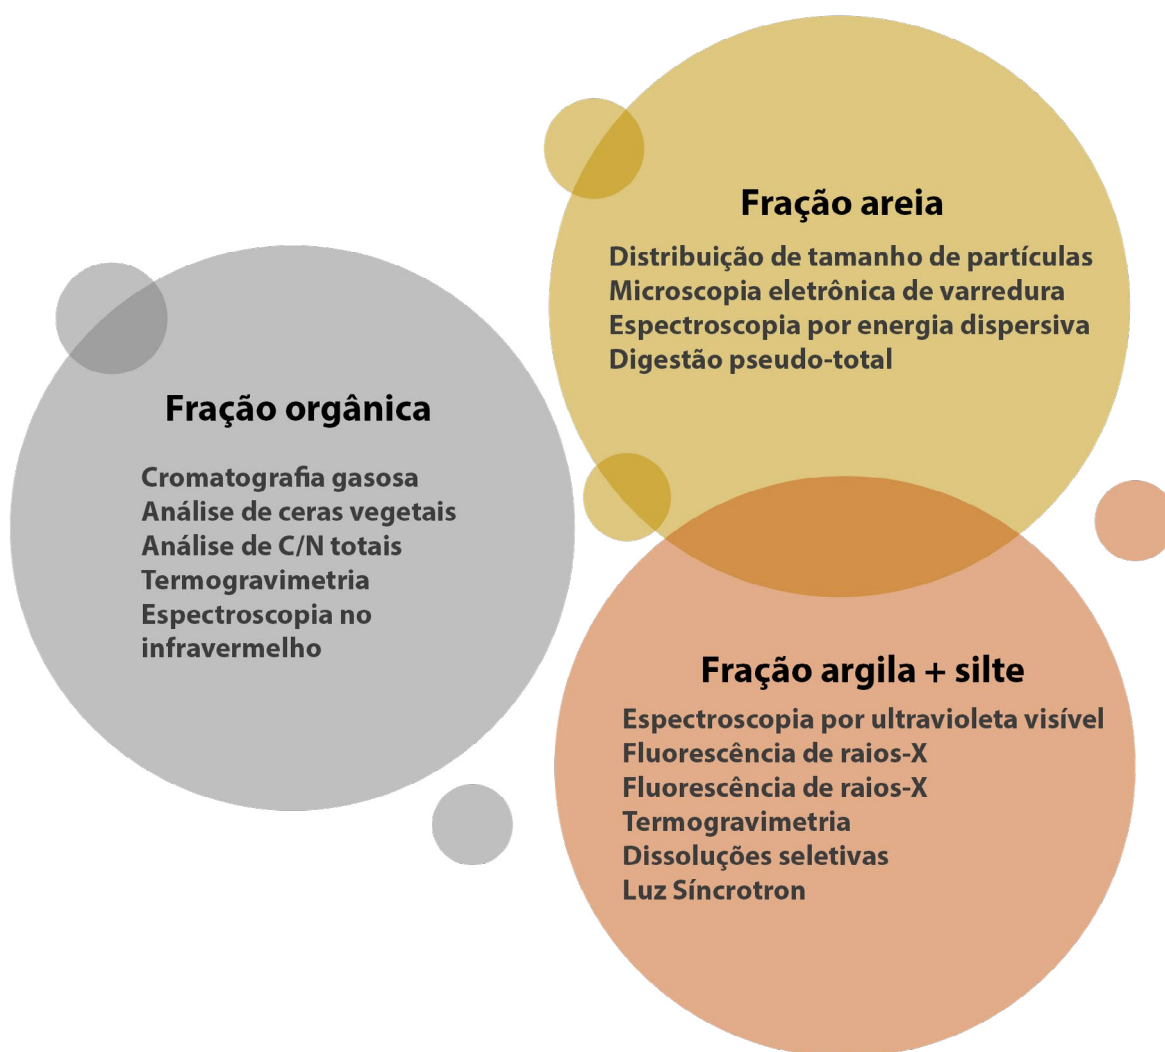 Fração areia
Distribuição de tamanho de partículas
Microscopia eletrônica de varredura
Espectroscopia por energia dispersiva
Digestão pseudo-total
Fração orgânica
Cromatografia gasosa
Análise de ceras vegetais
Análise de C/N totais
Termogravimetria
Espectroscopia no
infravermelho
Fração argila + silte
Espectroscopia por ultravioleta visível
Fluorescência de raios-X
Fluorescência de raios-X
Termogravimetria
Dissoluções seletivas
Luz Síncrotron